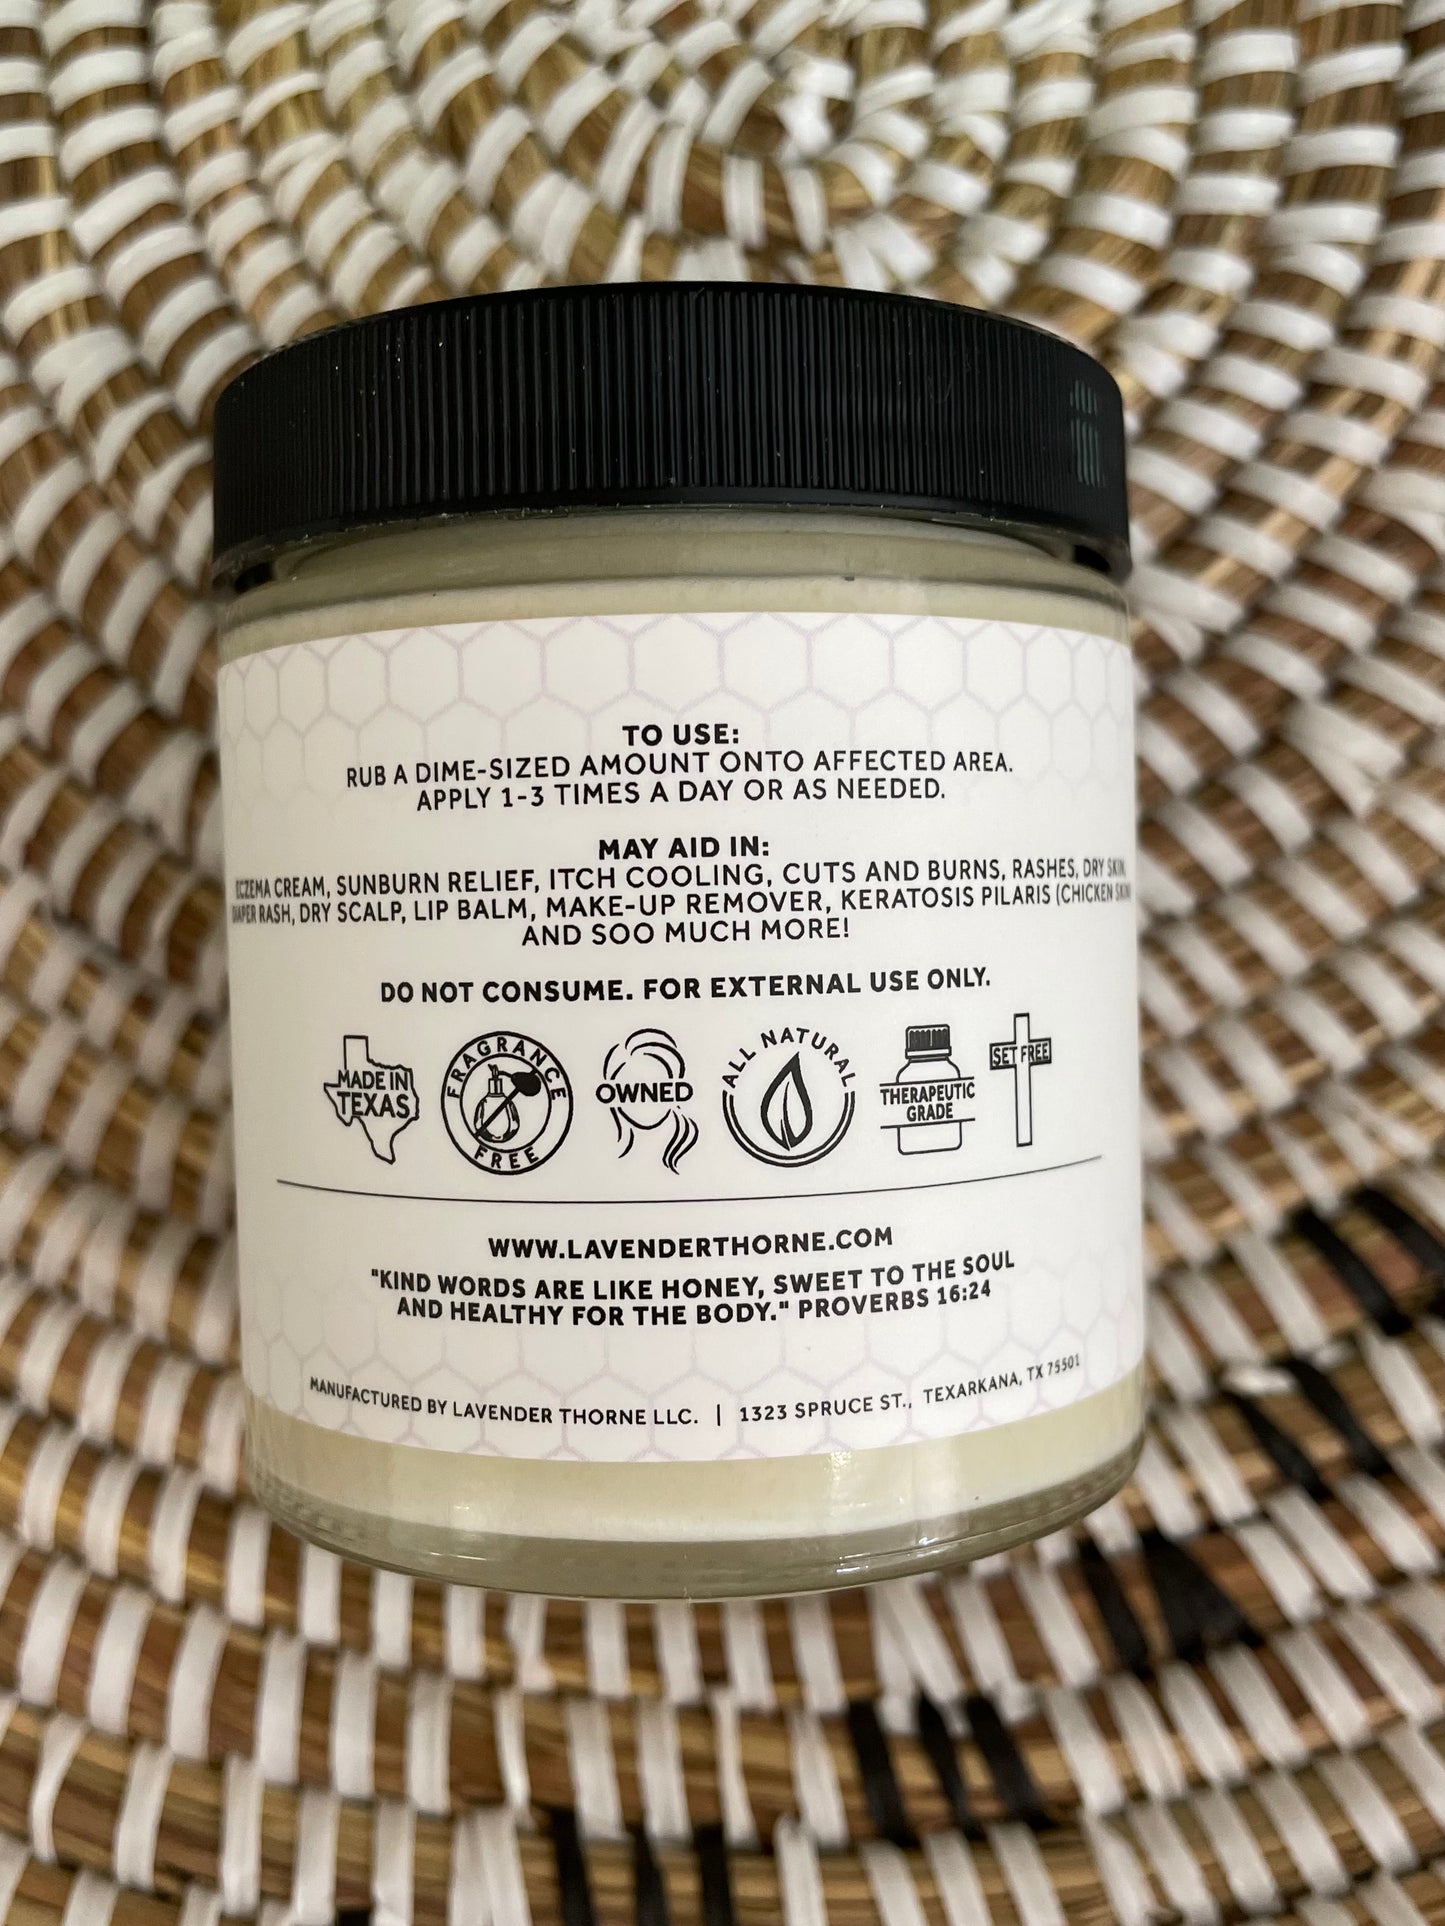 TO USE:
RUB A DIME-SIZED AMOUNT ONTO AFFECTED AREA.
APPLY 1-3 TIMES A DAY OR AS NEEDED.
MAY AID IN:
ECZEMA CREAM, SUNBURN RELIEF, ITCH COOLING, CUTS AND BURNS, RASHES, DRY SKIN,
DIAPER RASH, DRY SCALP, LIP BALM, MAKE-UP REMOVER, KERATOSIS PILARIS (CHICKEN SKIN)
AND SOO MUCH MORE!
DO NOT CONSUME. FOR EXTERNAL USE ONLY.
MADE IN
TEXAS
FRAGRANCE
FREE
OWNED
ALL NATURAL
THERAPEUTIC
GRADE
SET FREE
WWW.LAVENDERTHORNE.COM
"KIND WORDS ARE LIKE HONEY, SWEET TO THE SOUL
AND HEALTHY FOR THE BODY." PROVERBS 16:24
MANUFACTURED BY LAVENDER THORNE LLC. | 1323 SPRUCE ST., TEXARKANA, TX 75501